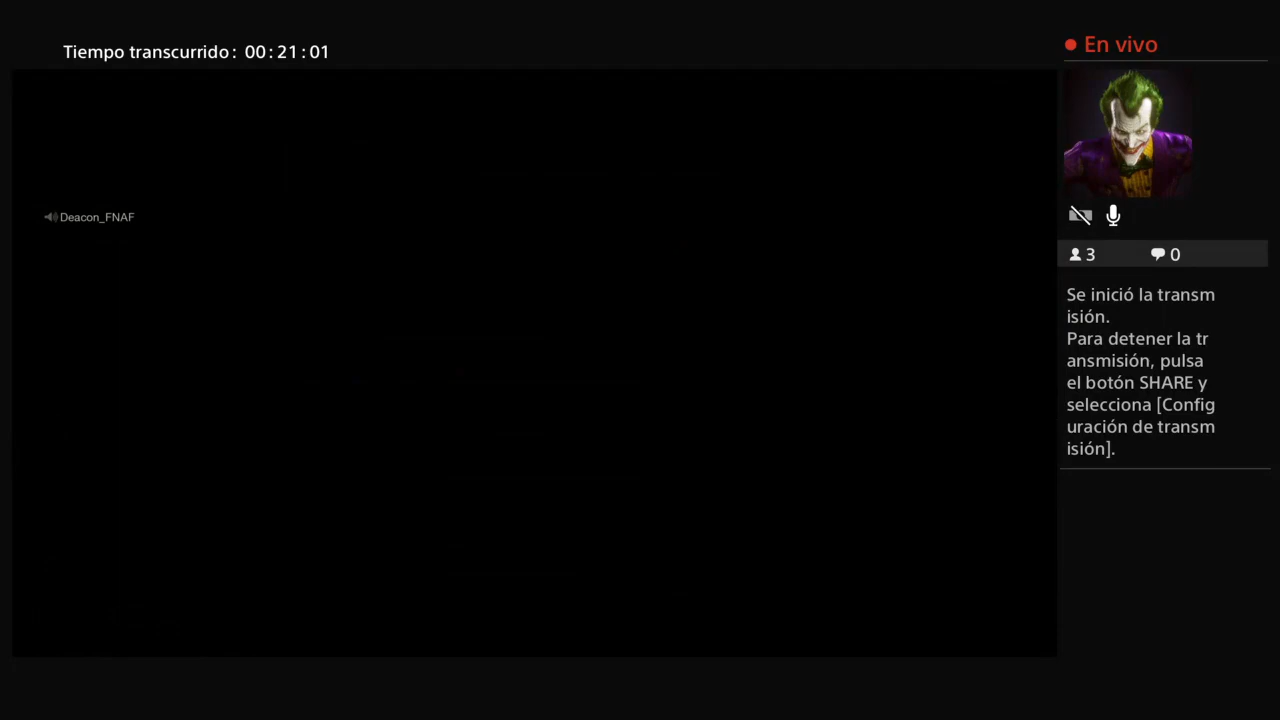 Tiempo transcurrido: 00:21:01
En vivo
Deacon_FNAF
3 0
Se inició la transm
isión.
Para detener la tr
ansmisión, pulsa
el botón SHARE y
selecciona [Config
uración de transm
isión].